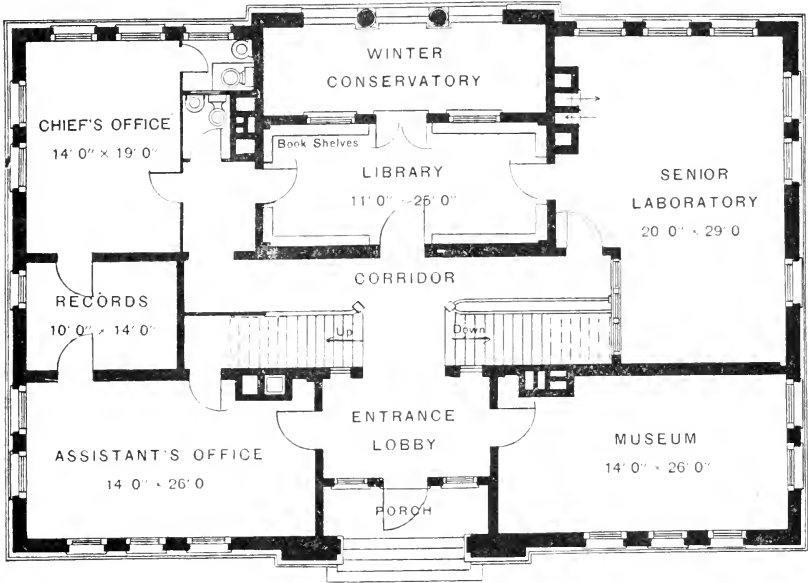 WINTER
CONSERVATORY
CHIEF'S OFFICE
14' 0" × 19' 0"
Book Shelves
LIBRARY
11' 0" × 26' 0"
SENIOR
LABORATORY
20' 0" × 29' 0
CORRIDOR
RECORDS
10' 0" × 14' 0"
Up
Down
ENTRANCE
LOBBY
ASSISTANT'S OFFICE
14 0" × 26' 0
MUSEUM
14' 0" × 26' 0"
PORCH